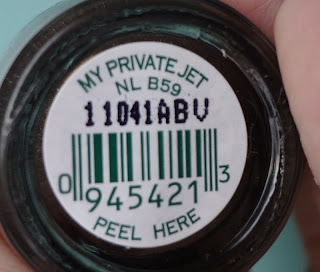 MY PRIVATE JET
NL B59
11041ABV
0 945421 3
PEEL HERE